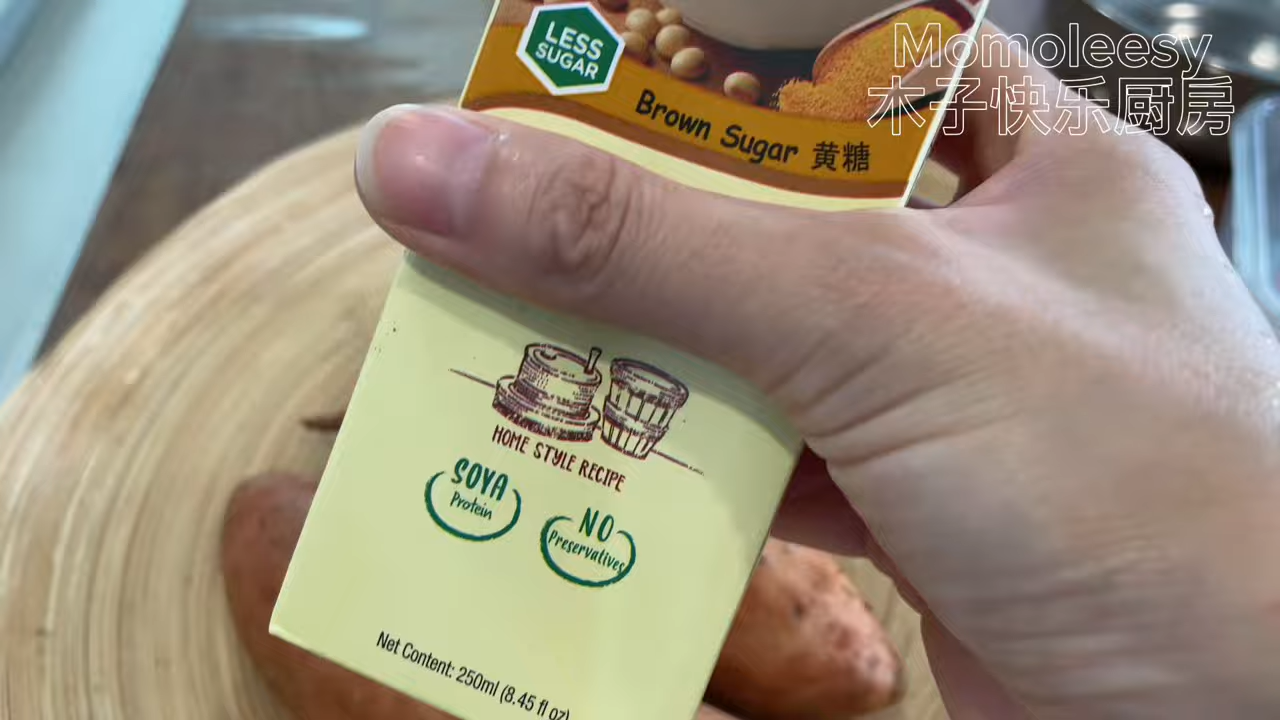 Momoleesy
木子快乐厨房
LESS
SUGAR
Brown Sugar 黄糖
HOME STYLE RECIPE
SOYA
Protein
NO
Preservatives
Net Content: 250ml (8.45 fl oz)